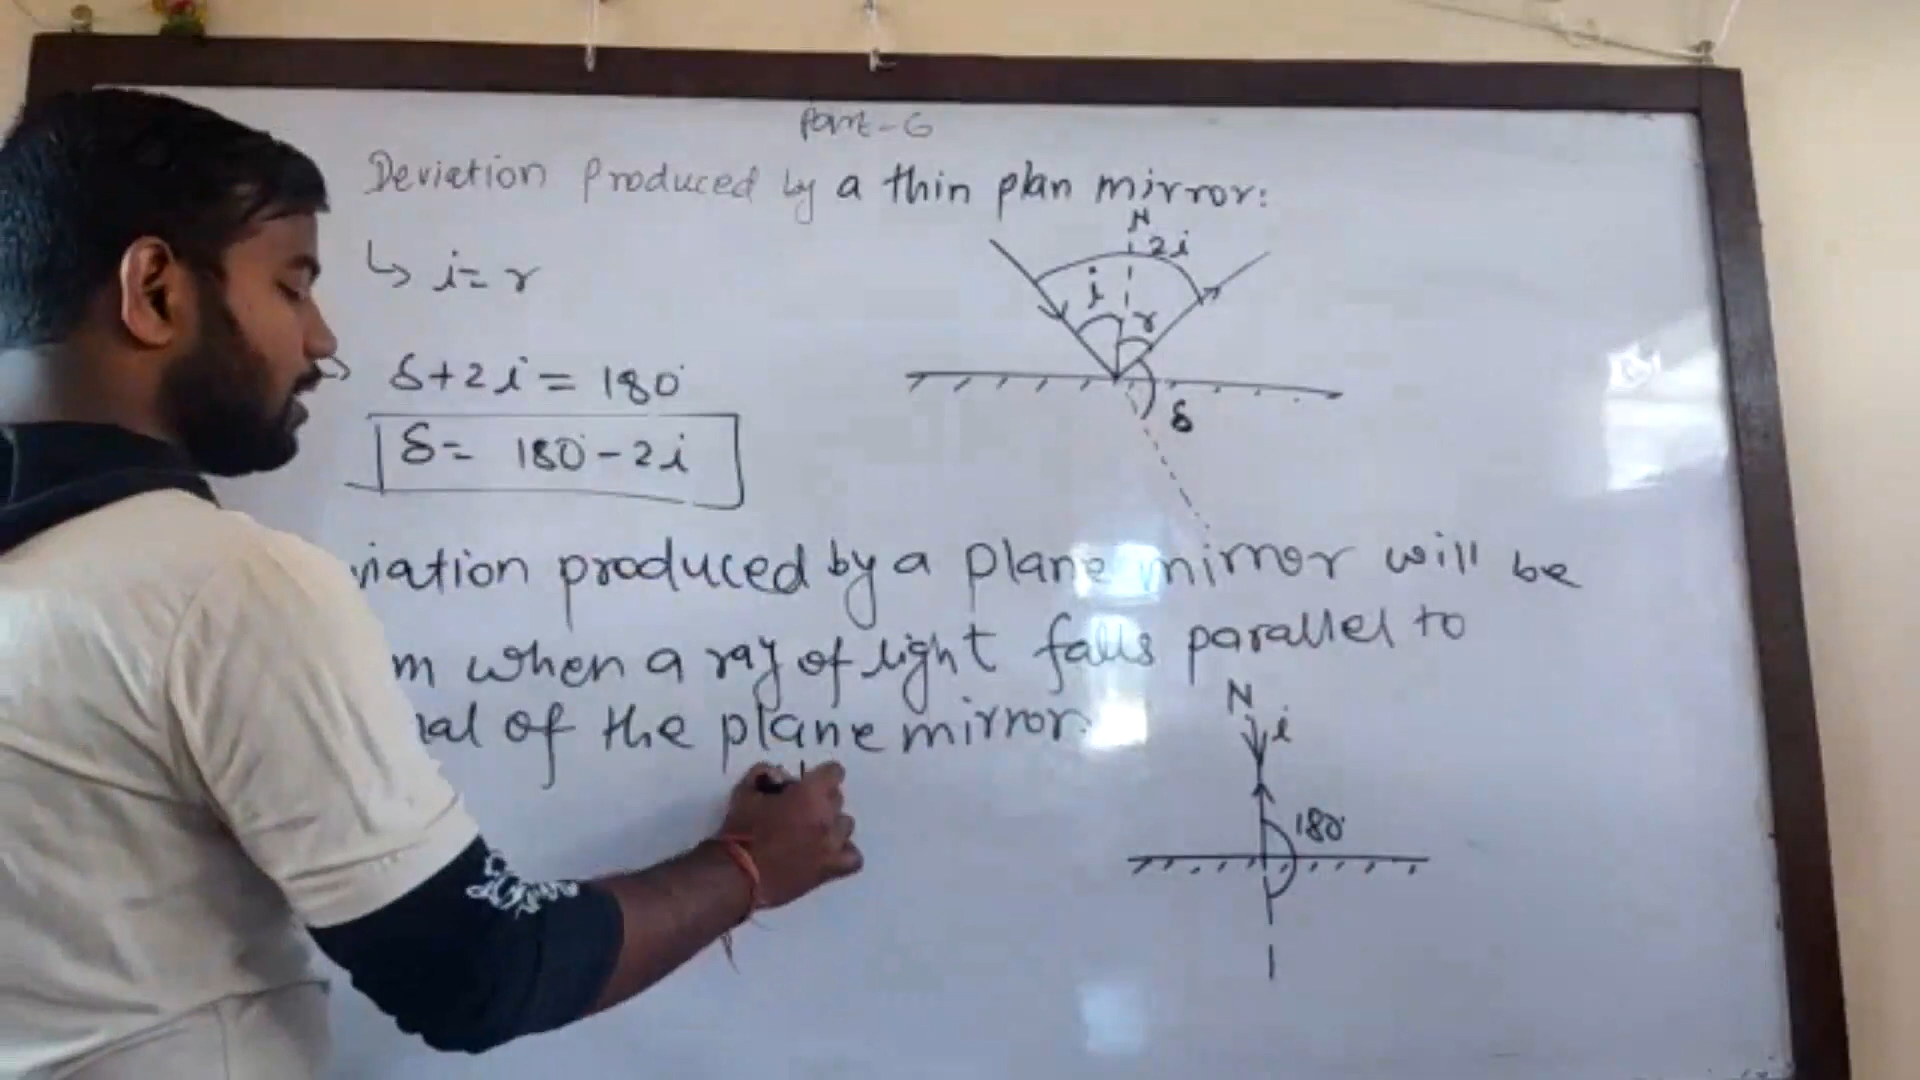 Part-6
Deviation Produced by a thin plan mirror:
↳ i = r
δ+2i = 180°
δ = 180°-2i
N
2i
i
r
δ
viation produced by a plane mirror will be
m when a ray of light falls parallel to
nal of the plane mirror.
N
i
180°